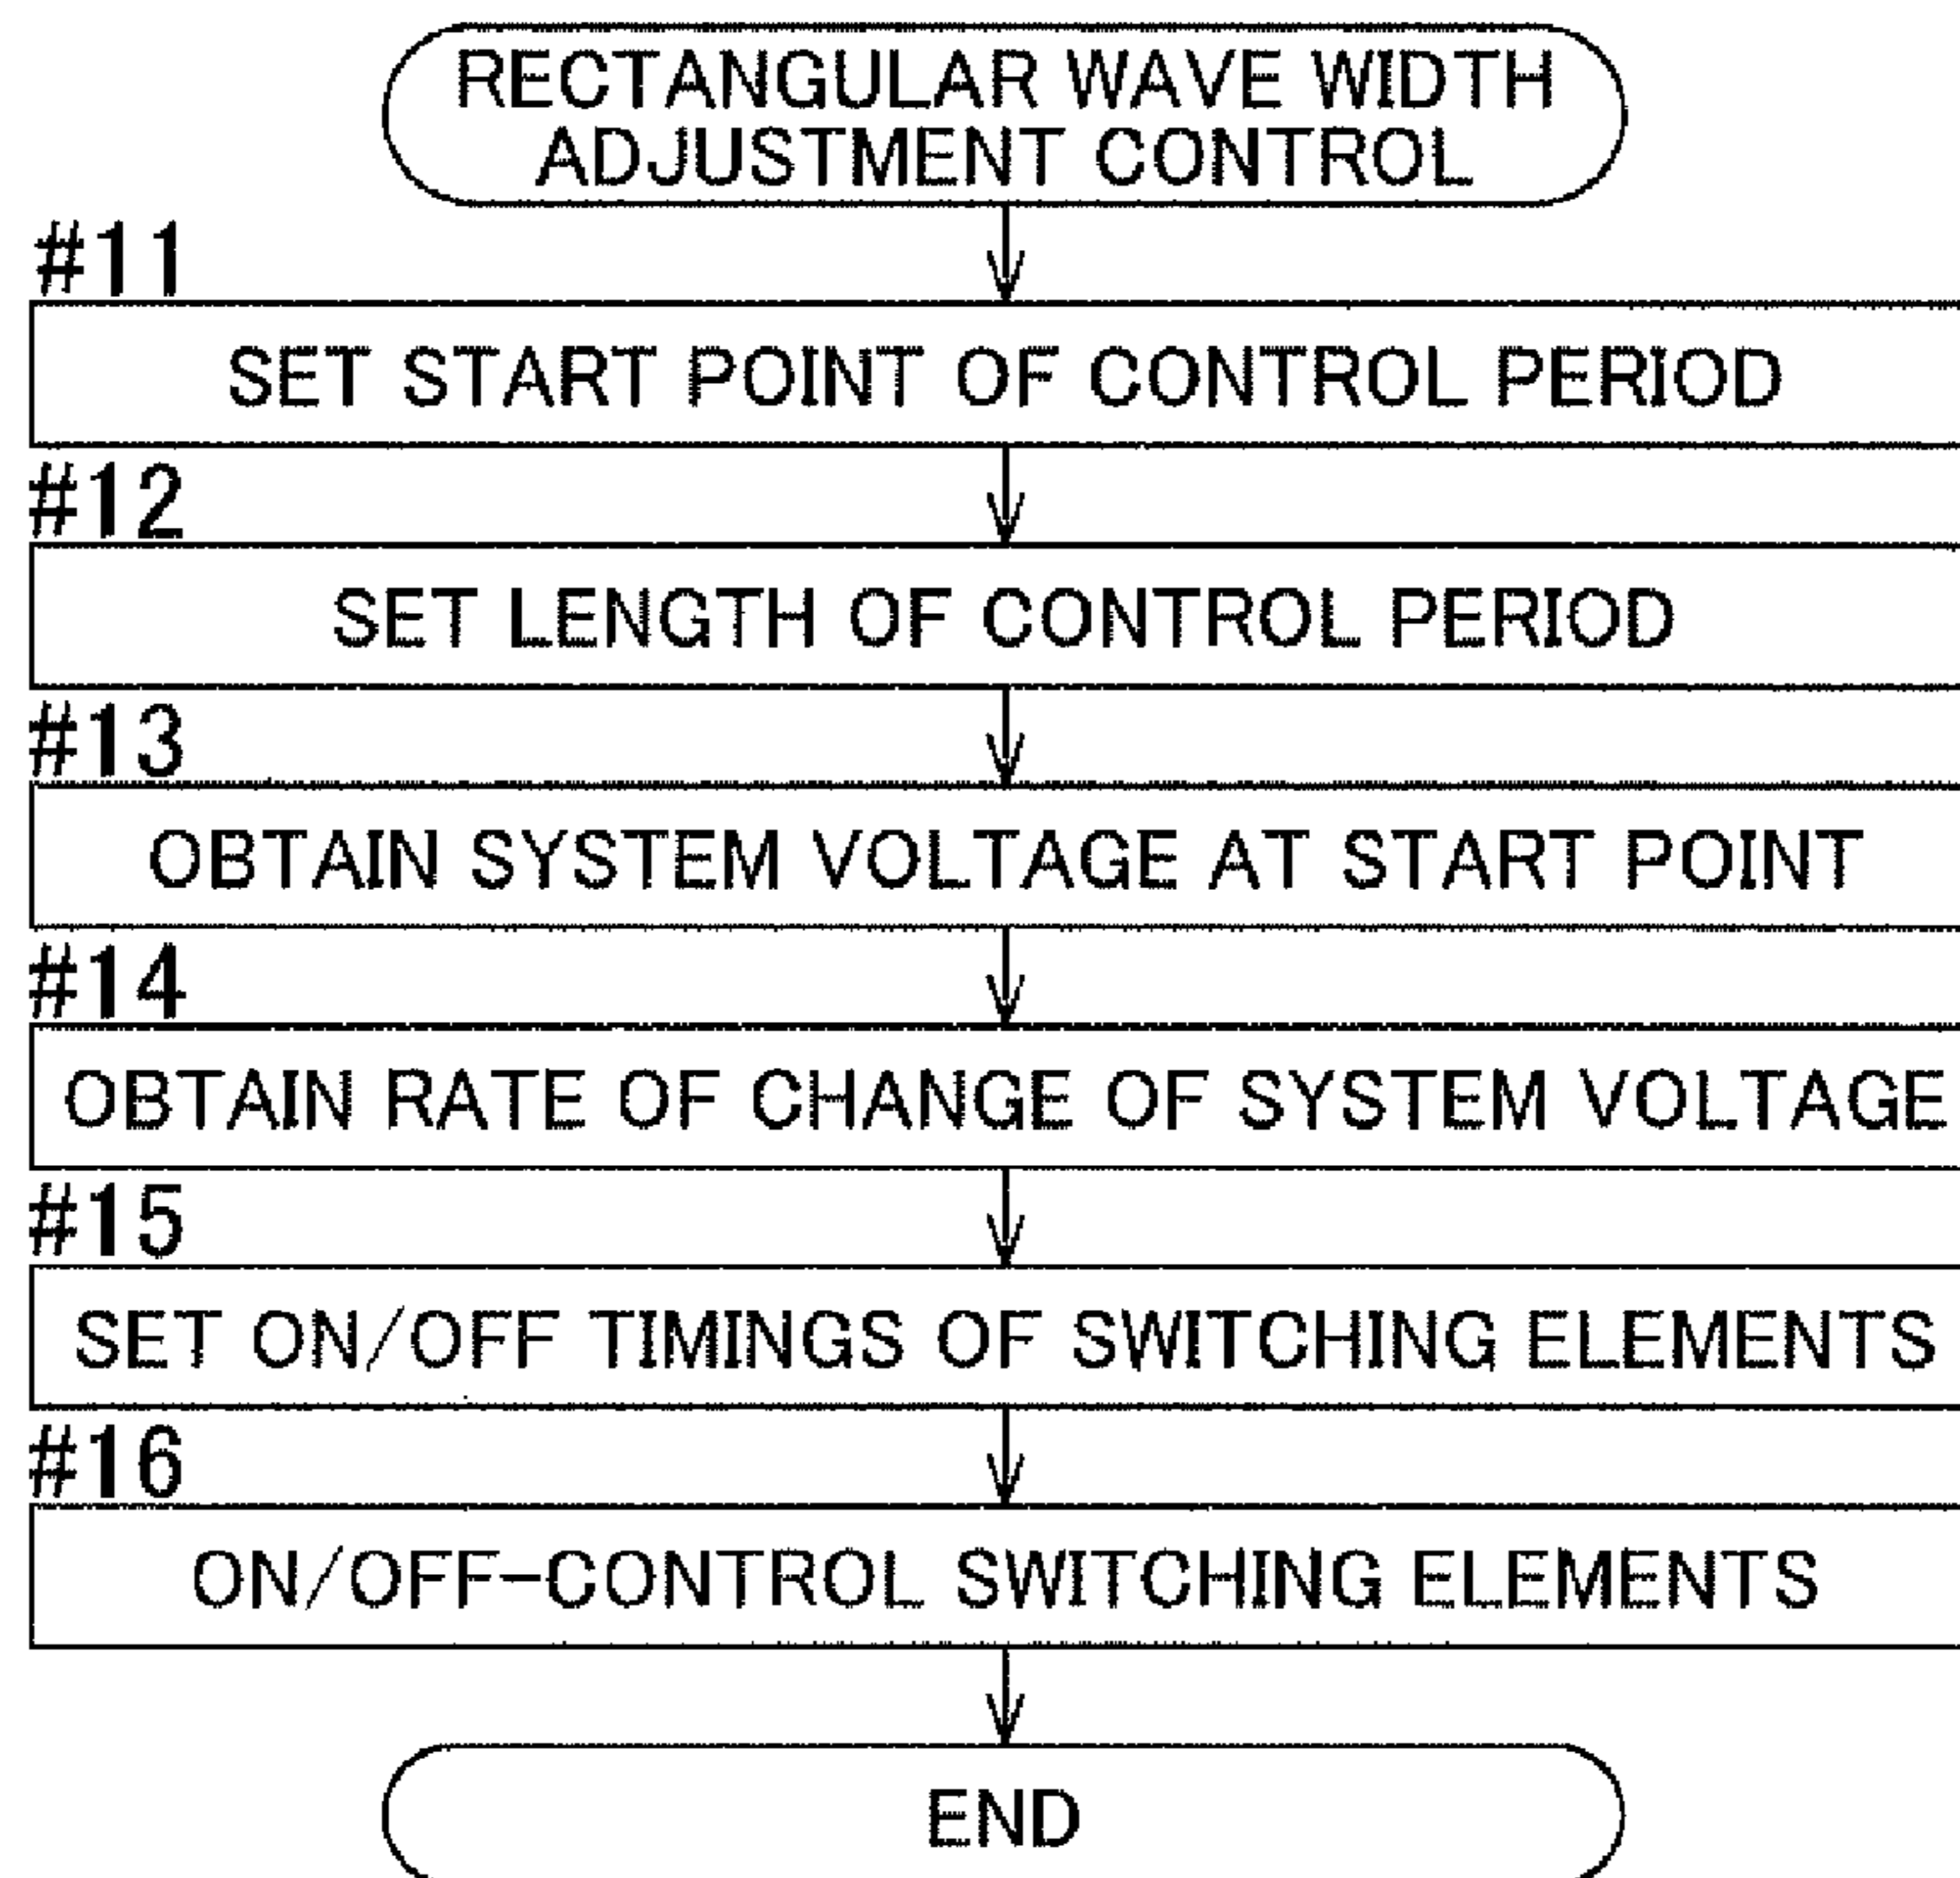 RECTANGULAR WAVE WIDTH
ADJUSTMENT CONTROL
#11
SET START POINT OF CONTROL PERIOD
#12
SET LENGTH OF CONTROL PERIOD
#13
OBTAIN SYSTEM VOLTAGE AT START POINT
#14
OBTAIN RATE OF CHANGE OF SYSTEM VOLTAGE
#15
SET ON/OFF TIMINGS OF SWITCHING ELEMENTS
#16
ON/OFF-CONTROL SWITCHING ELEMENTS
END